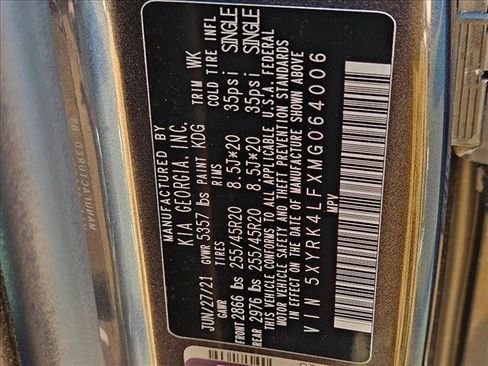 MANUFACTURED BY
KIA GEORGIA, INC.
JUN/27/21 GVWR 5357 lbs PAINT KDG TRIM WK
GAWR TIRES RIMS COLD TIRE INFL
FRONT 2866 lbs 255/45R20 8.5J*20 35psi SINGLE
REAR 2976 lbs 255/45R20 8.5J*20 35psi SINGLE
THIS VEHICLE CONFORMS TO ALL APPLICABLE U.S.A. FEDERAL
MOTOR VEHICLE SAFETY AND THEFT PREVENTION STANDARDS
IN EFFECT ON THE DATE OF MANUFACTURE SHOWN ABOVE
VIN 5XYRK4LFXMG064006
MPV